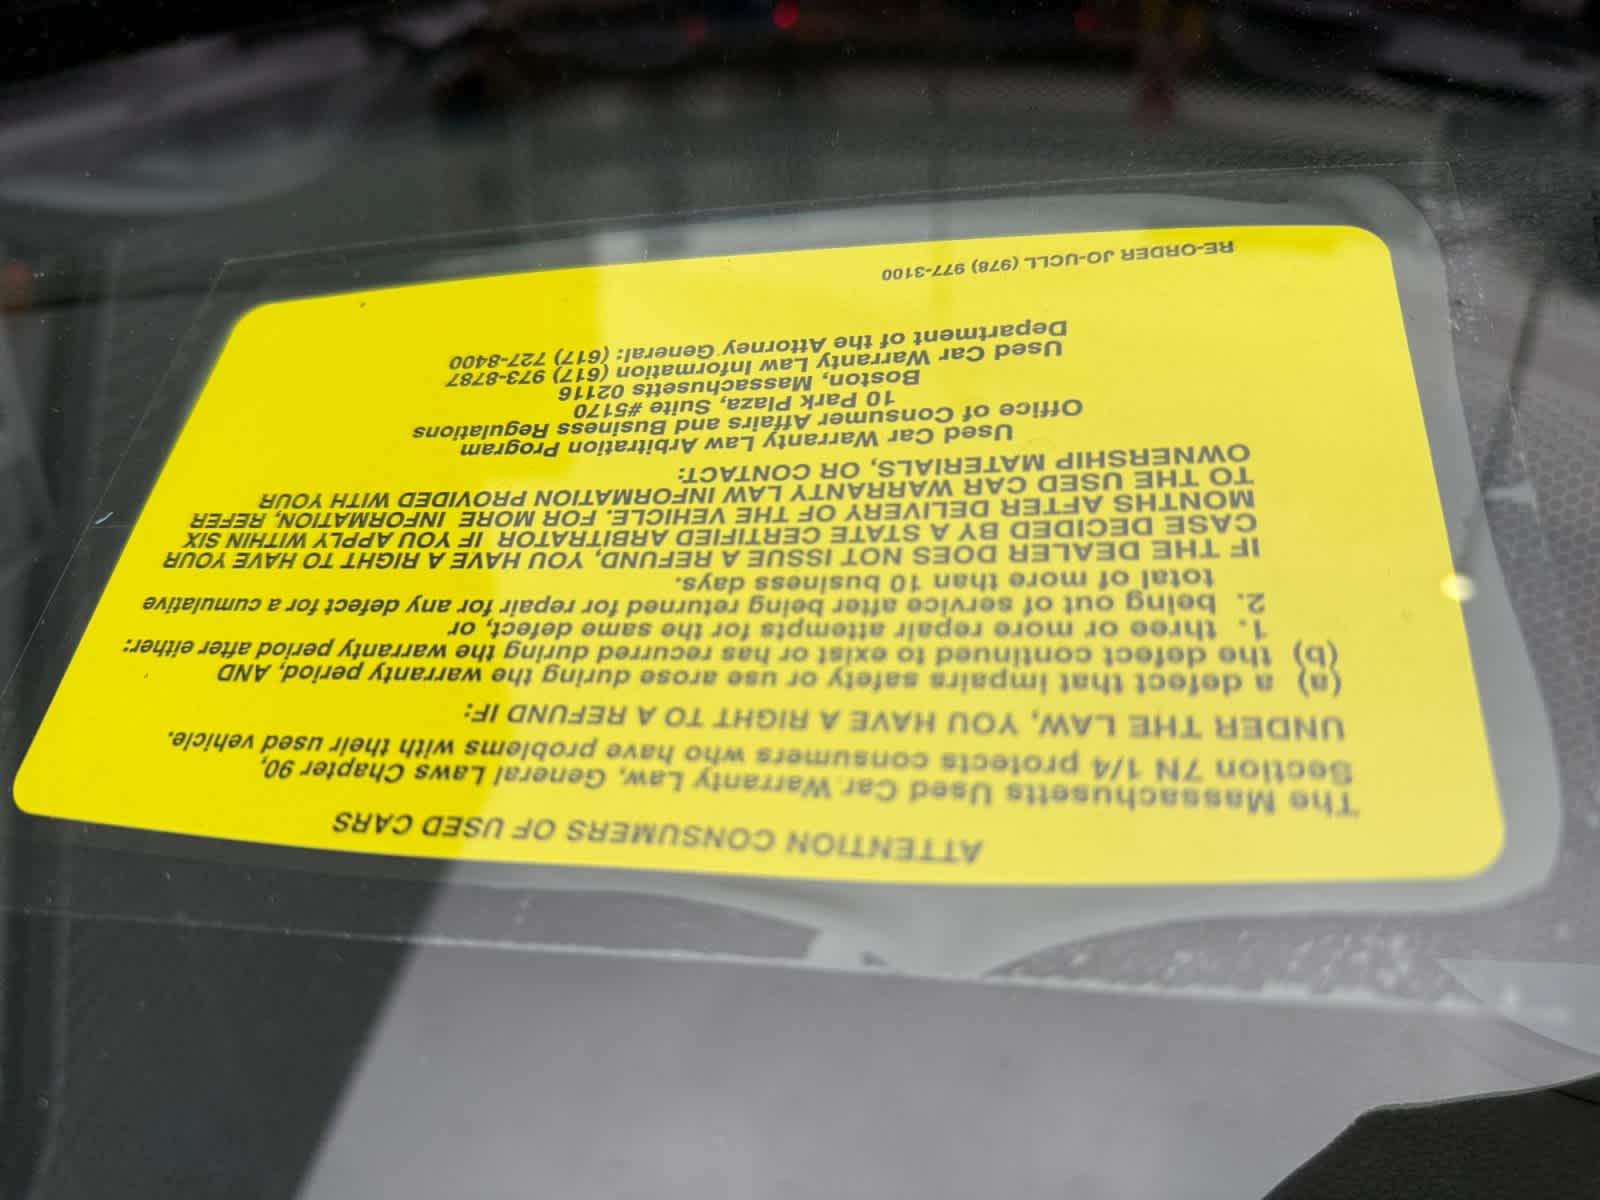 ATTENTION CONSUMERS OF USED CARS
The Massachusetts Used Car Warranty Law, General Laws Chapter 90,
Section 7N 1/4 protects consumers who have problems with their used vehicle.
UNDER THE LAW, YOU HAVE A RIGHT TO A REFUND IF:
(a) a defect that impairs safety or use arose during the warranty period, AND
(b) the defect continued to exist or has recurred during the warranty period after either:
1. three or more repair attempts for the same defect, or
2. being out of service after being returned for repair for any defect for a cumulative
total of more than 10 business days.
IF THE DEALER DOES NOT ISSUE A REFUND, YOU HAVE A RIGHT TO HAVE YOUR
CASE DECIDED BY A STATE CERTIFIED ARBITRATOR IF YOU APPLY WITHIN SIX
MONTHS AFTER DELIVERY OF THE VEHICLE. FOR MORE INFORMATION, REFER
TO THE USED CAR WARRANTY LAW INFORMATION PROVIDED WITH YOUR
OWNERSHIP MATERIALS, OR CONTACT:
Used Car Warranty Law Arbitration Program
Office of Consumer Affairs and Business Regulations
10 Park Plaza, Suite #5170
Boston, Massachusetts 02116
Used Car Warranty Law Information (617) 973-8787
Department of the Attorney General: (617) 727-8400
RE-ORDER JO-UCLL (978) 977-3100